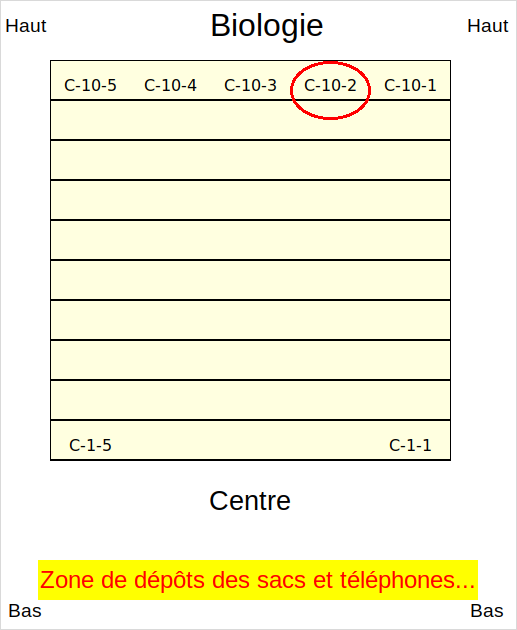 Biologie
Haut Haut
C-10-5 C-10-4 C-10-3 C-10-2 C-10-1
C-1-5 C-1-1
Centre
Zone de dépôts des sacs et téléphones...
Bas Bas